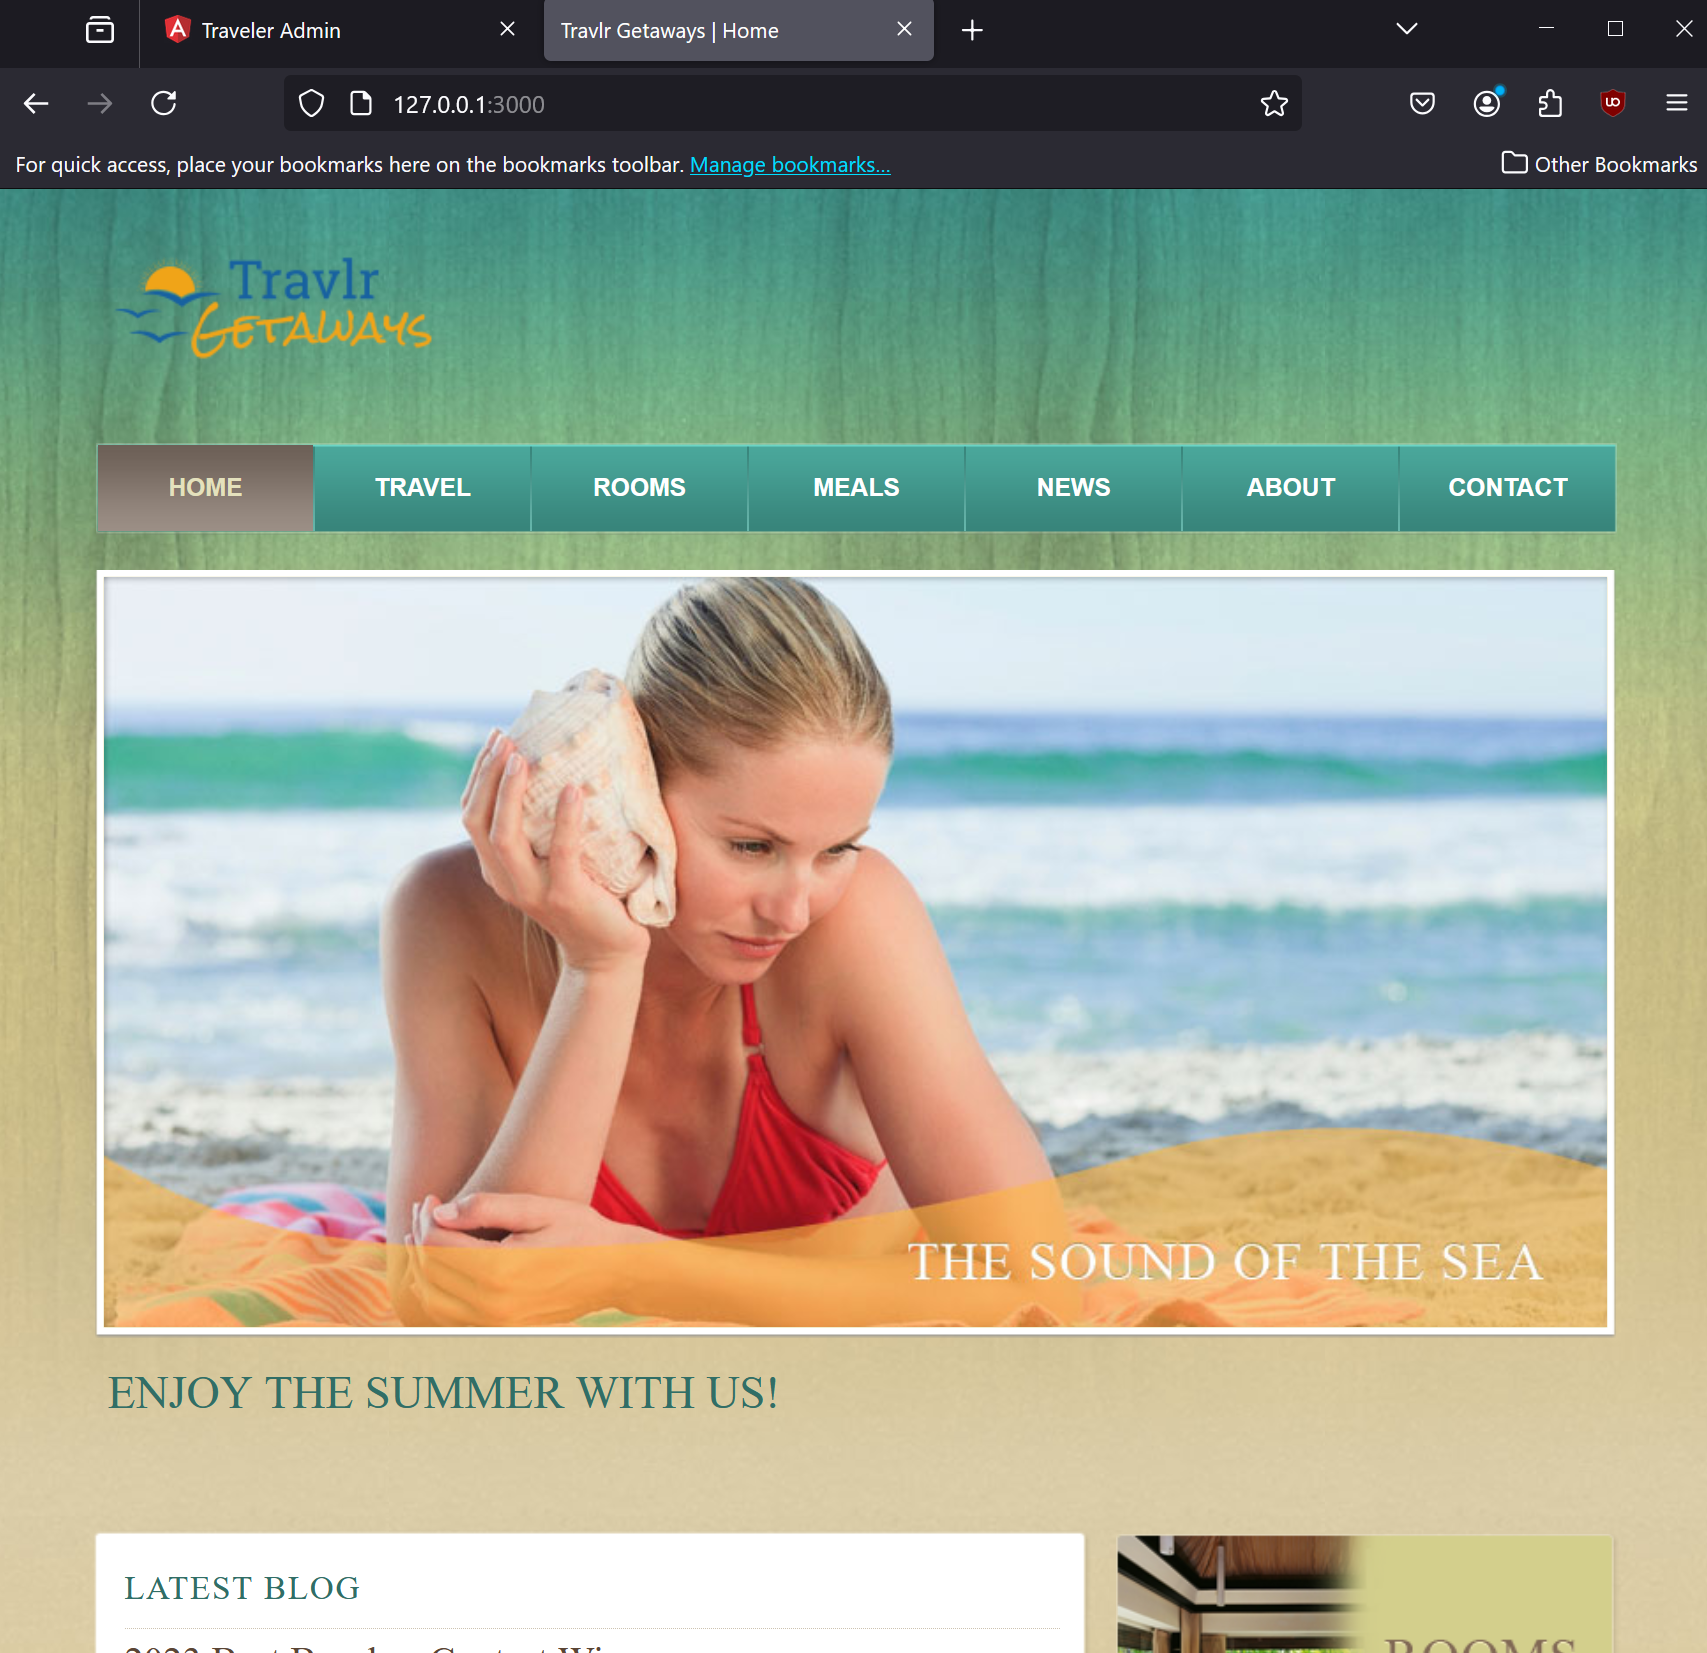 Traveler Admin
Travlr Getaways | Home
127.0.0.1:3000
For quick access, place your bookmarks here on the bookmarks toolbar. Manage bookmarks...
Other Bookmarks
Travlr
GETAWAYS
HOME TRAVEL ROOMS MEALS NEWS ABOUT CONTACT
THE SOUND OF THE SEA
ENJOY THE SUMMER WITH US!
LATEST BLOG
ROOMS